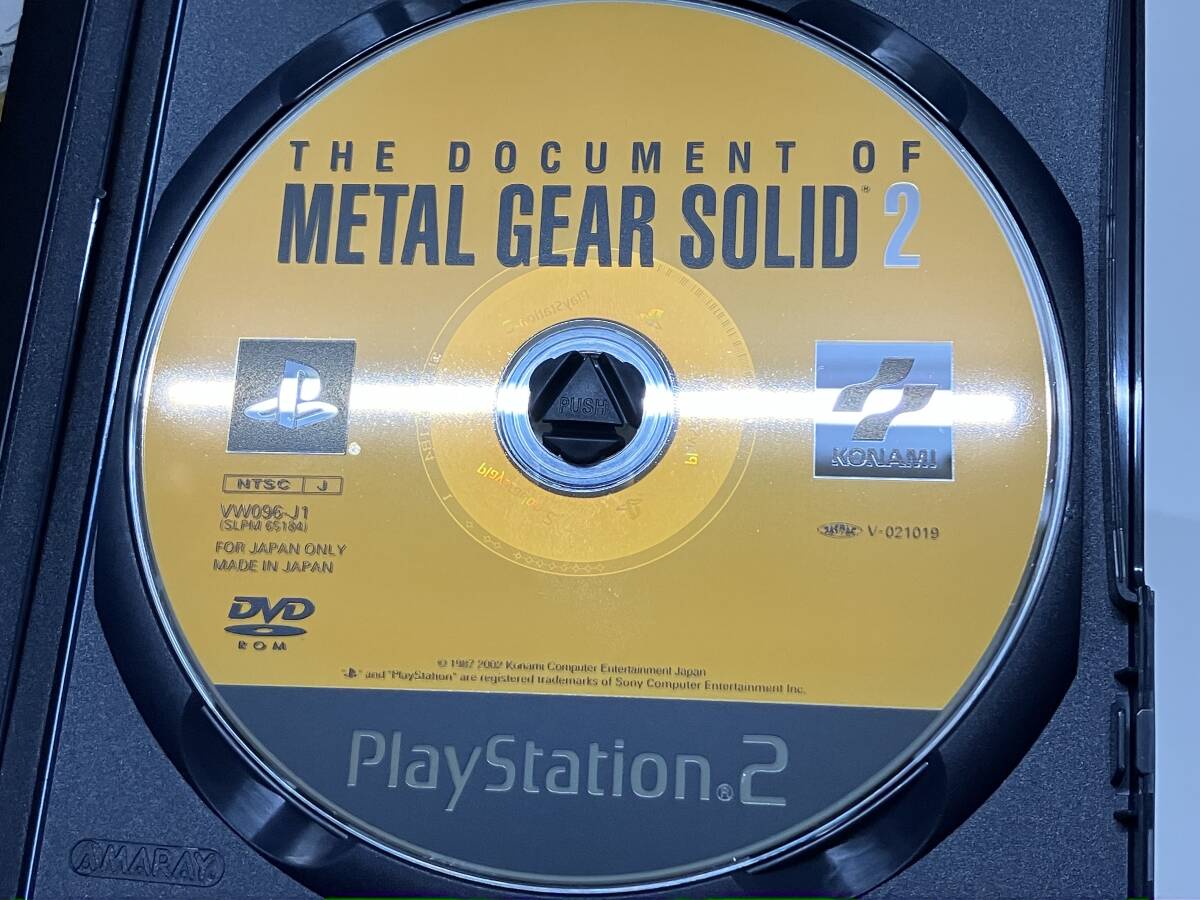 THE DOCUMENT OF
METAL GEAR SOLID® 2
PUSH
KONAMI
NTSC J
VW096-J1
(SLPM 65184)
FOR JAPAN ONLY
MADE IN JAPAN
V-021019
DVD
ROM
© 1987 2002 Konami Computer Entertainment Japan
" " and "PlayStation" are registered trademarks of Sony Computer Entertainment Inc.
PlayStation®2
AMARAY